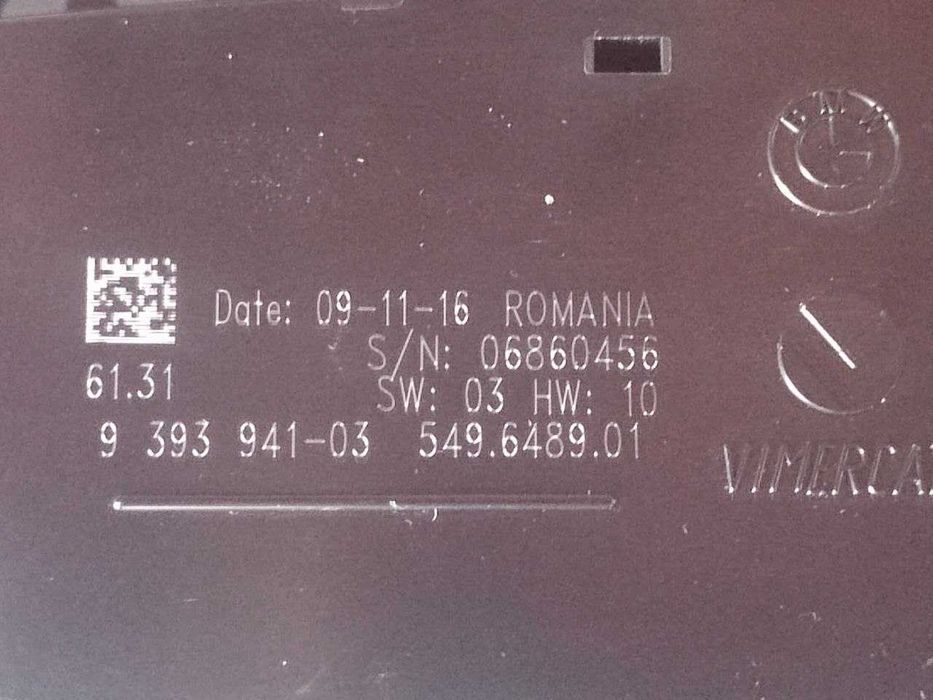 BMW
G
Date: 09-11-16 ROMANIA
S/N: 06860456
61.31
SW: 03 HW: 10
9 393 941-03 549.6489.01